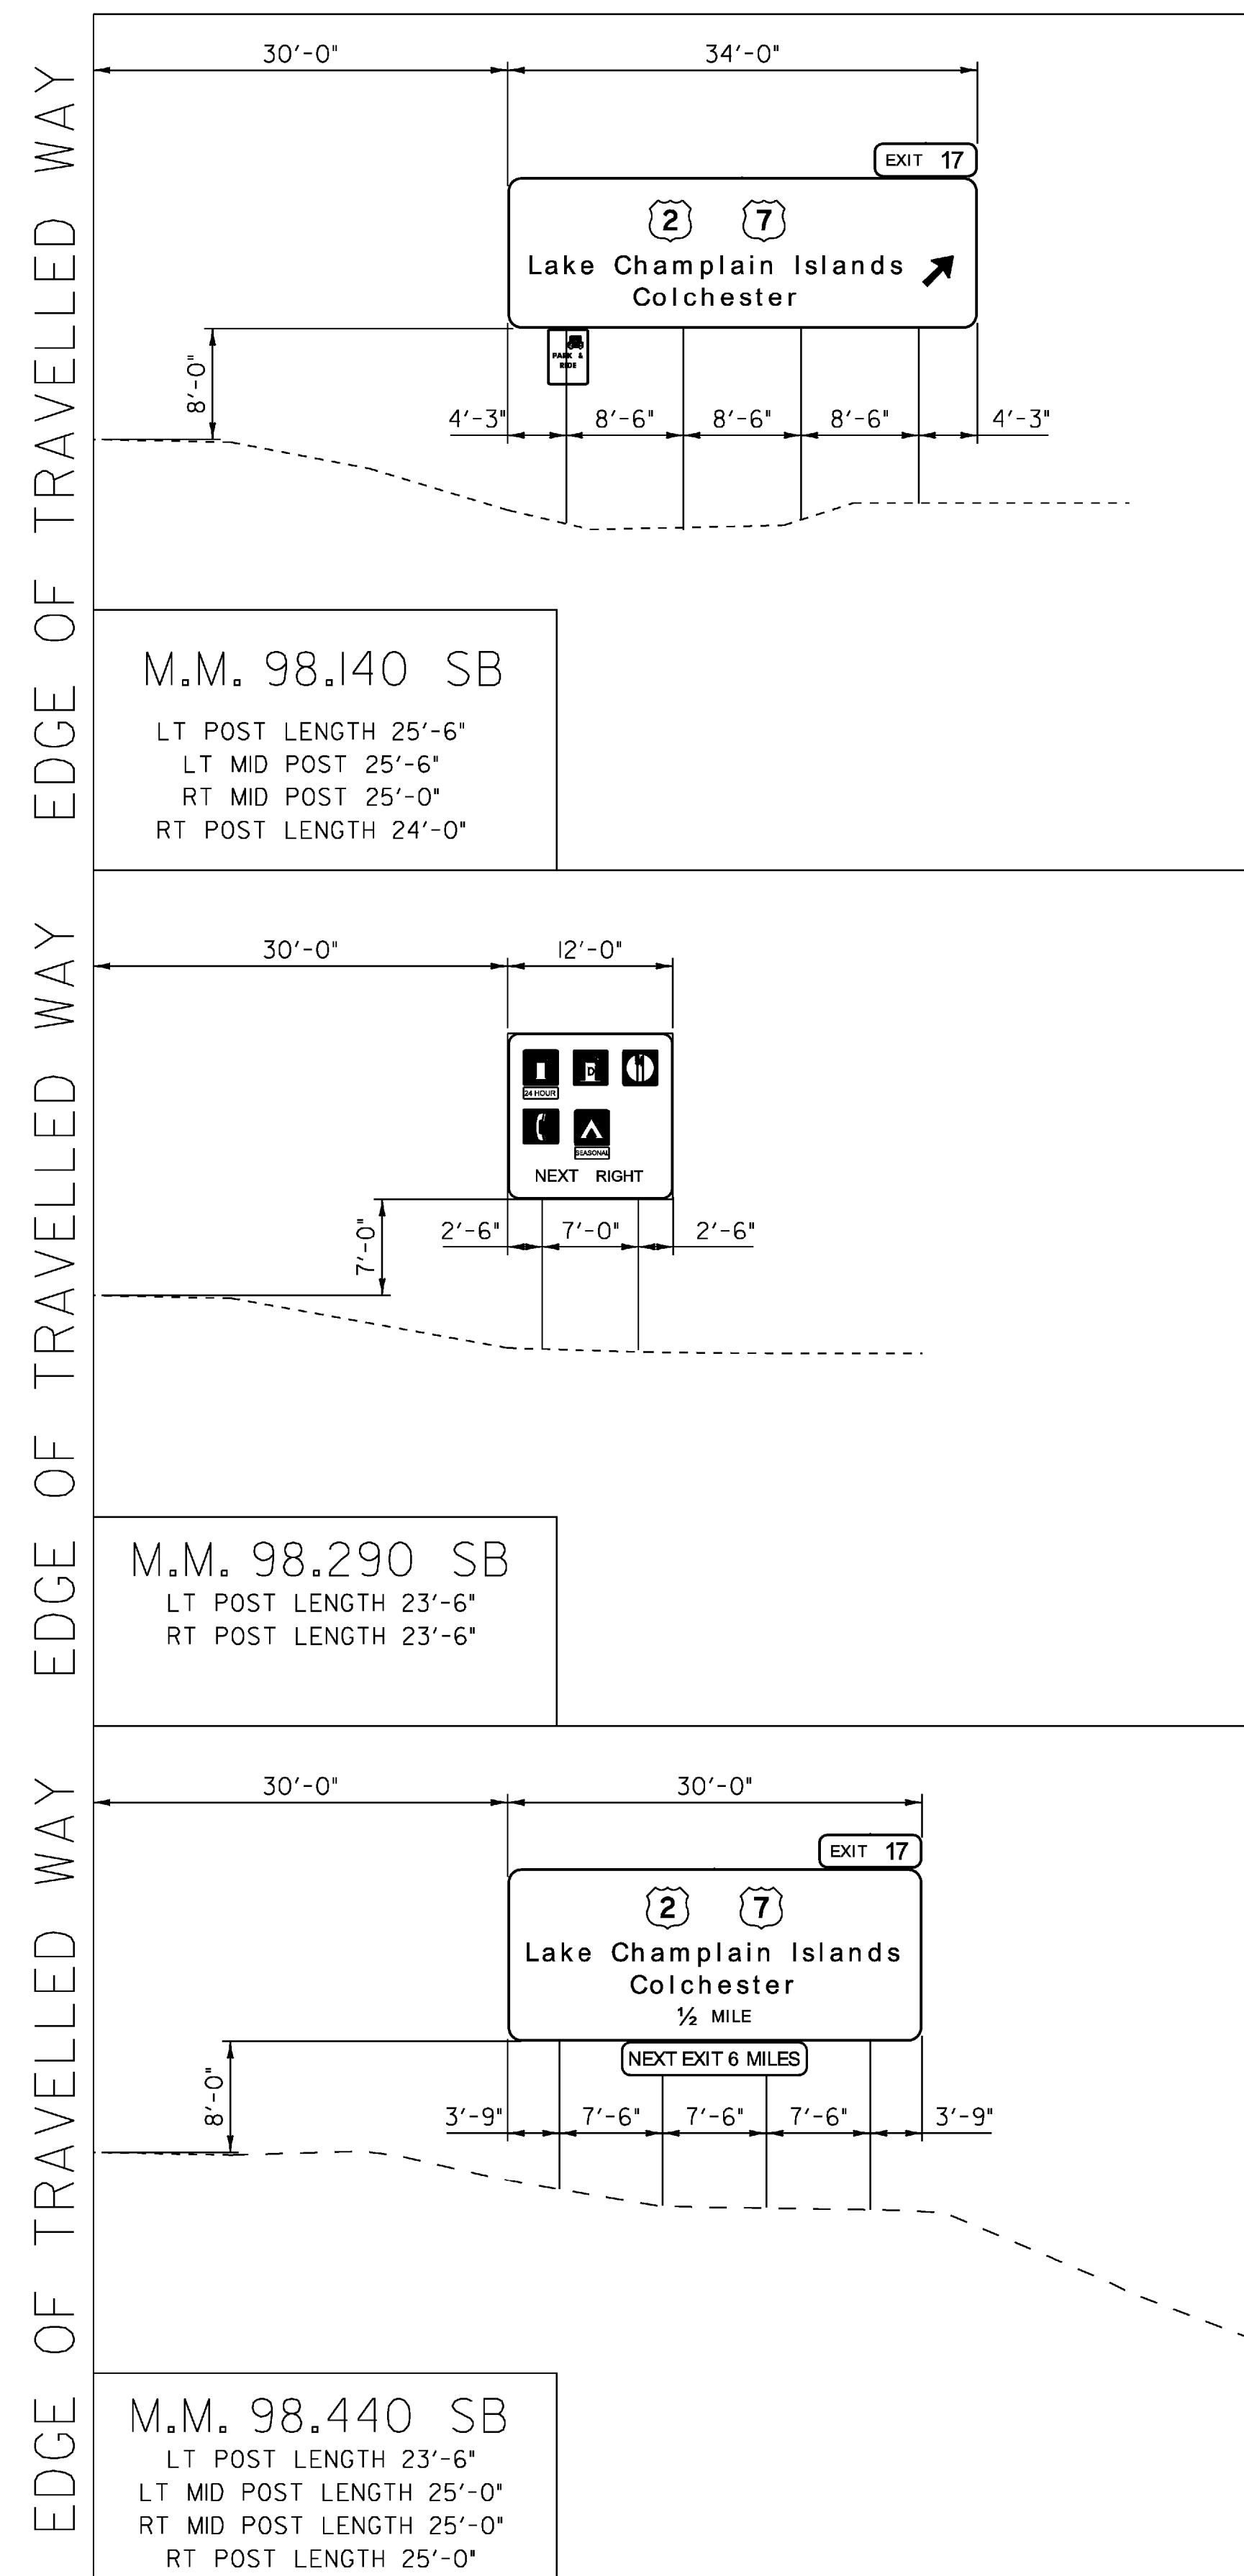 EDGE OF TRAVELLED WAY
30'-0"
34'-0"
EXIT 17
2 7
Lake Champlain Islands
Colchester
PARK &
RIDE
8'-0"
4'-3" 8'-6" 8'-6" 8'-6" 4'-3"
M.M. 98.140 SB
LT POST LENGTH 25'-6"
LT MID POST 25'-6"
RT MID POST 25'-0"
RT POST LENGTH 24'-0"
EDGE OF TRAVELLED WAY
30'-0"
12'-0"
D
24 HOUR
SEASONAL
NEXT RIGHT
7'-0"
2'-6" 7'-0" 2'-6"
M.M. 98.290 SB
LT POST LENGTH 23'-6"
RT POST LENGTH 23'-6"
EDGE OF TRAVELLED WAY
30'-0"
30'-0"
EXIT 17
2 7
Lake Champlain Islands
Colchester
½ MILE
NEXT EXIT 6 MILES
8'-0"
3'-9" 7'-6" 7'-6" 7'-6" 3'-9"
M.M. 98.440 SB
LT POST LENGTH 23'-6"
LT MID POST LENGTH 25'-0"
RT MID POST LENGTH 25'-0"
RT POST LENGTH 25'-0"